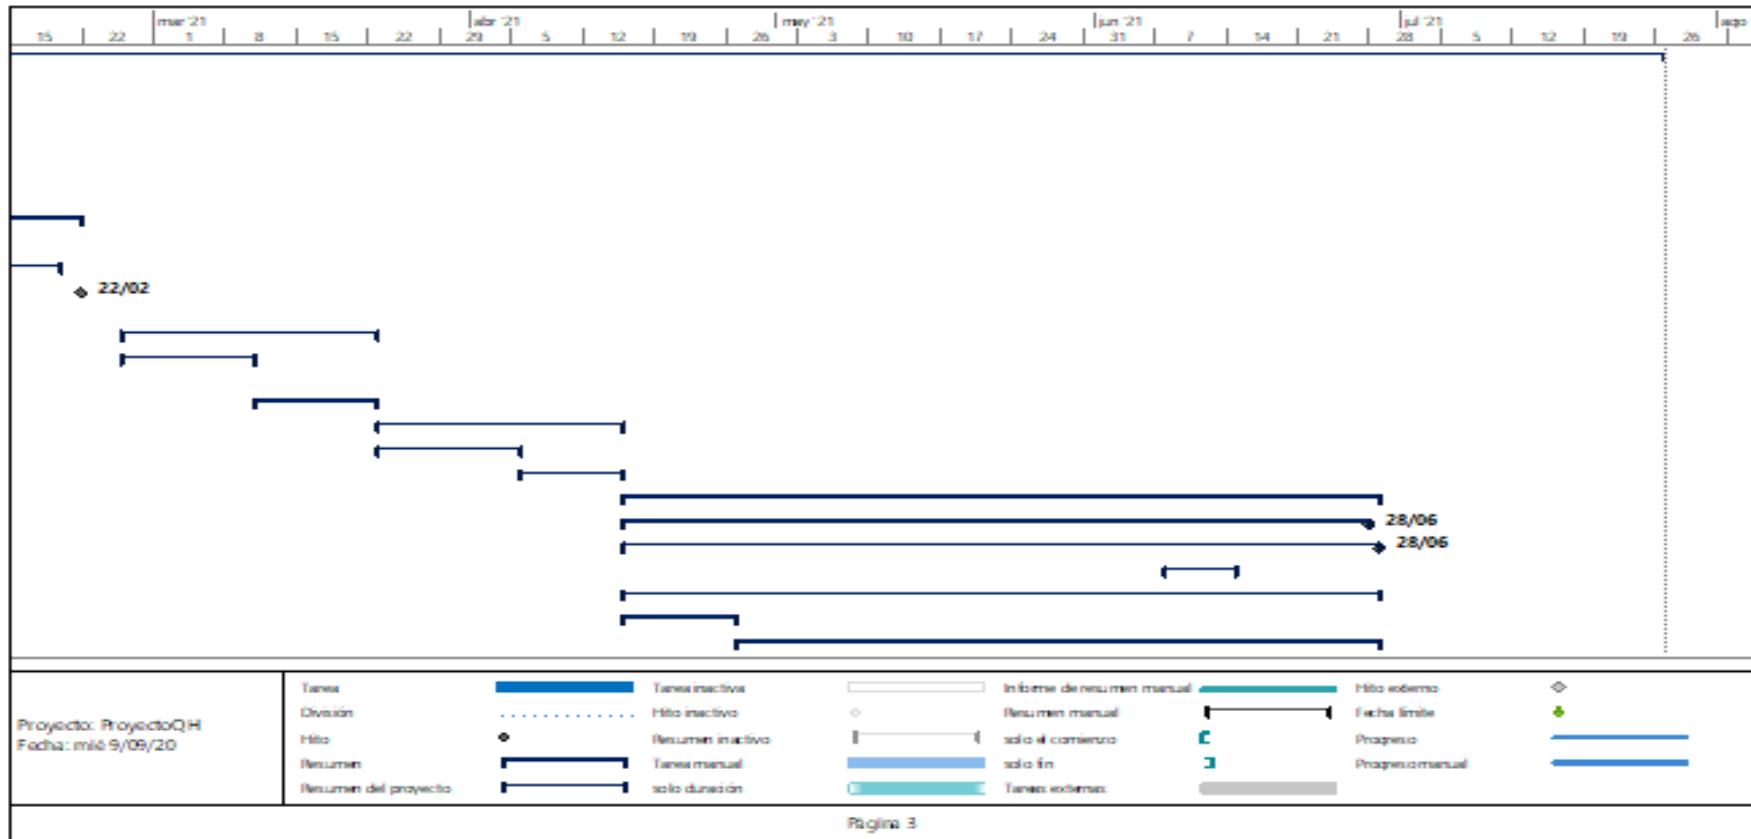 mar '21 abr '21 may '21 jun '21 jul '21 ago
15 22 1 8 15 22 29 5 12 19 26 3 10 17 24 31 7 14 21 28 5 12 19 26
22/02
28/06
28/06
Tarea Tarea inactiva Informe de resumen manual Hito externo
División Hito inactivo Resumen manual Fecha límite
Proyecto: ProyectoQH
Fecha: mié 9/09/20
Hito Resumen inactivo solo el comienzo Progreso
Resumen Tarea manual solo fin Progreso manual
Resumen del proyecto solo duración Tareas externas
Página 3